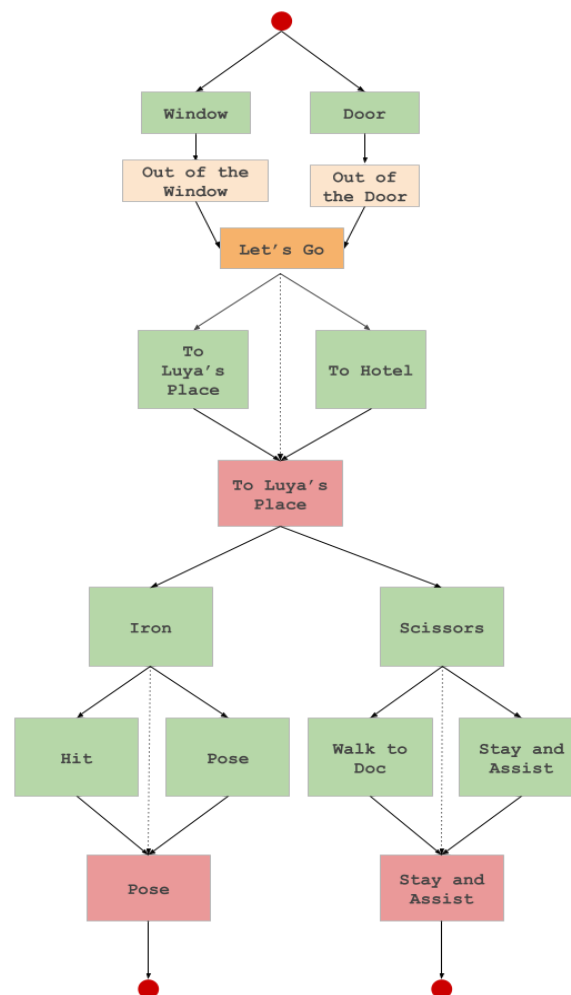 Window
Door
Out of the
Window
Out of
the Door
Let's Go
To
Luya's
Place
To Hotel
To Luya's
Place
Iron
Scissors
Hit
Pose
Walk to
Doc
Stay and
Assist
Pose
Stay and
Assist